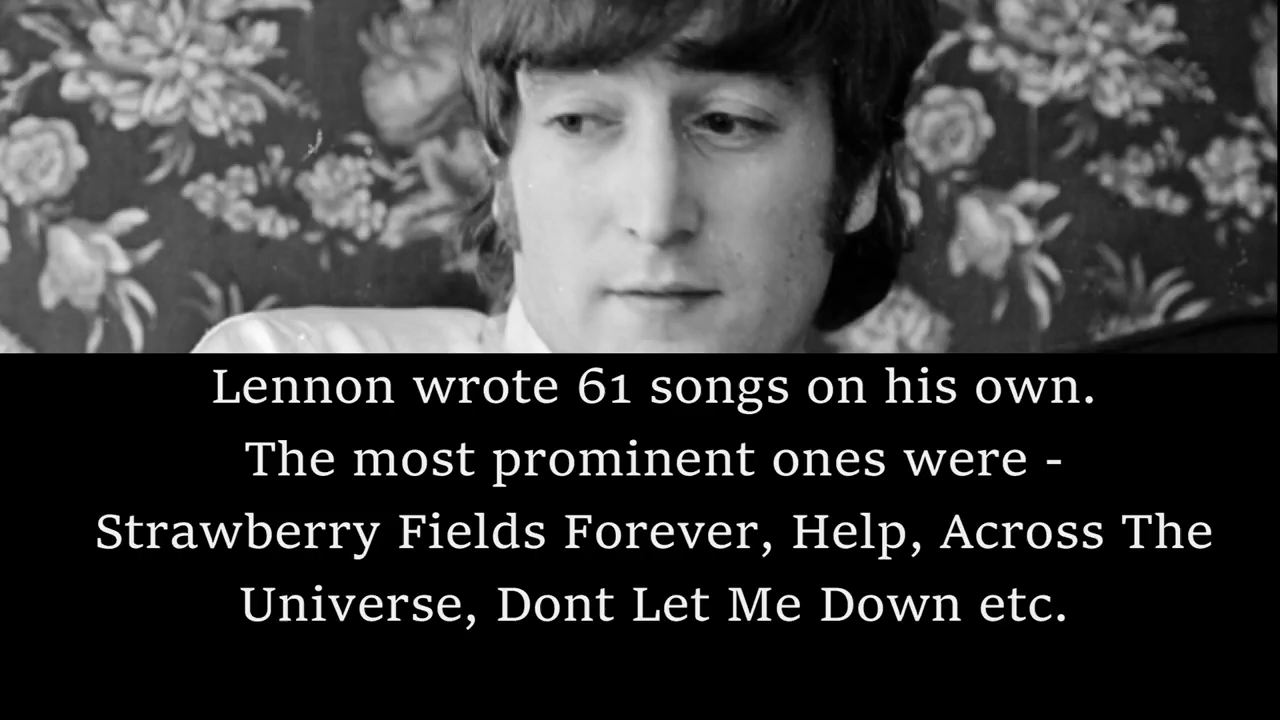 Lennon wrote 61 songs on his own.
The most prominent ones were -
Strawberry Fields Forever, Help, Across The
Universe, Dont Let Me Down etc.